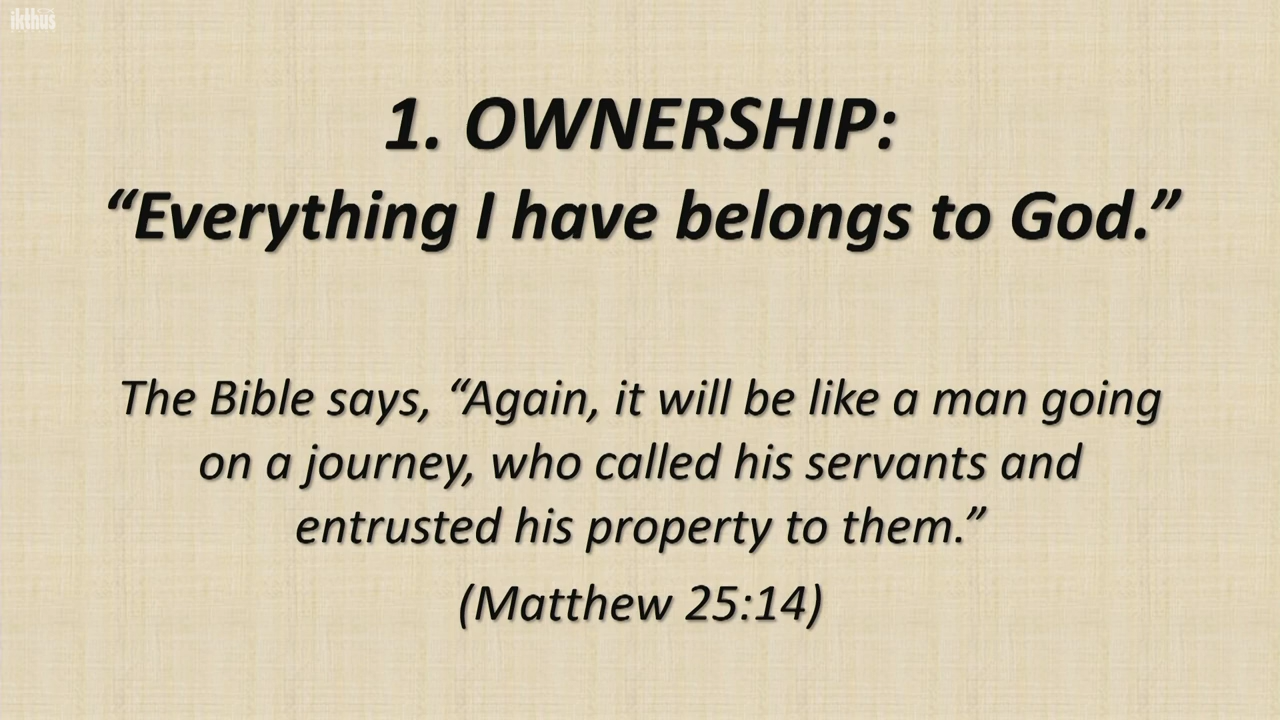 ikthus
1. OWNERSHIP:
“Everything I have belongs to God.”
The Bible says, “Again, it will be like a man going
on a journey, who called his servants and
entrusted his property to them.”
(Matthew 25:14)